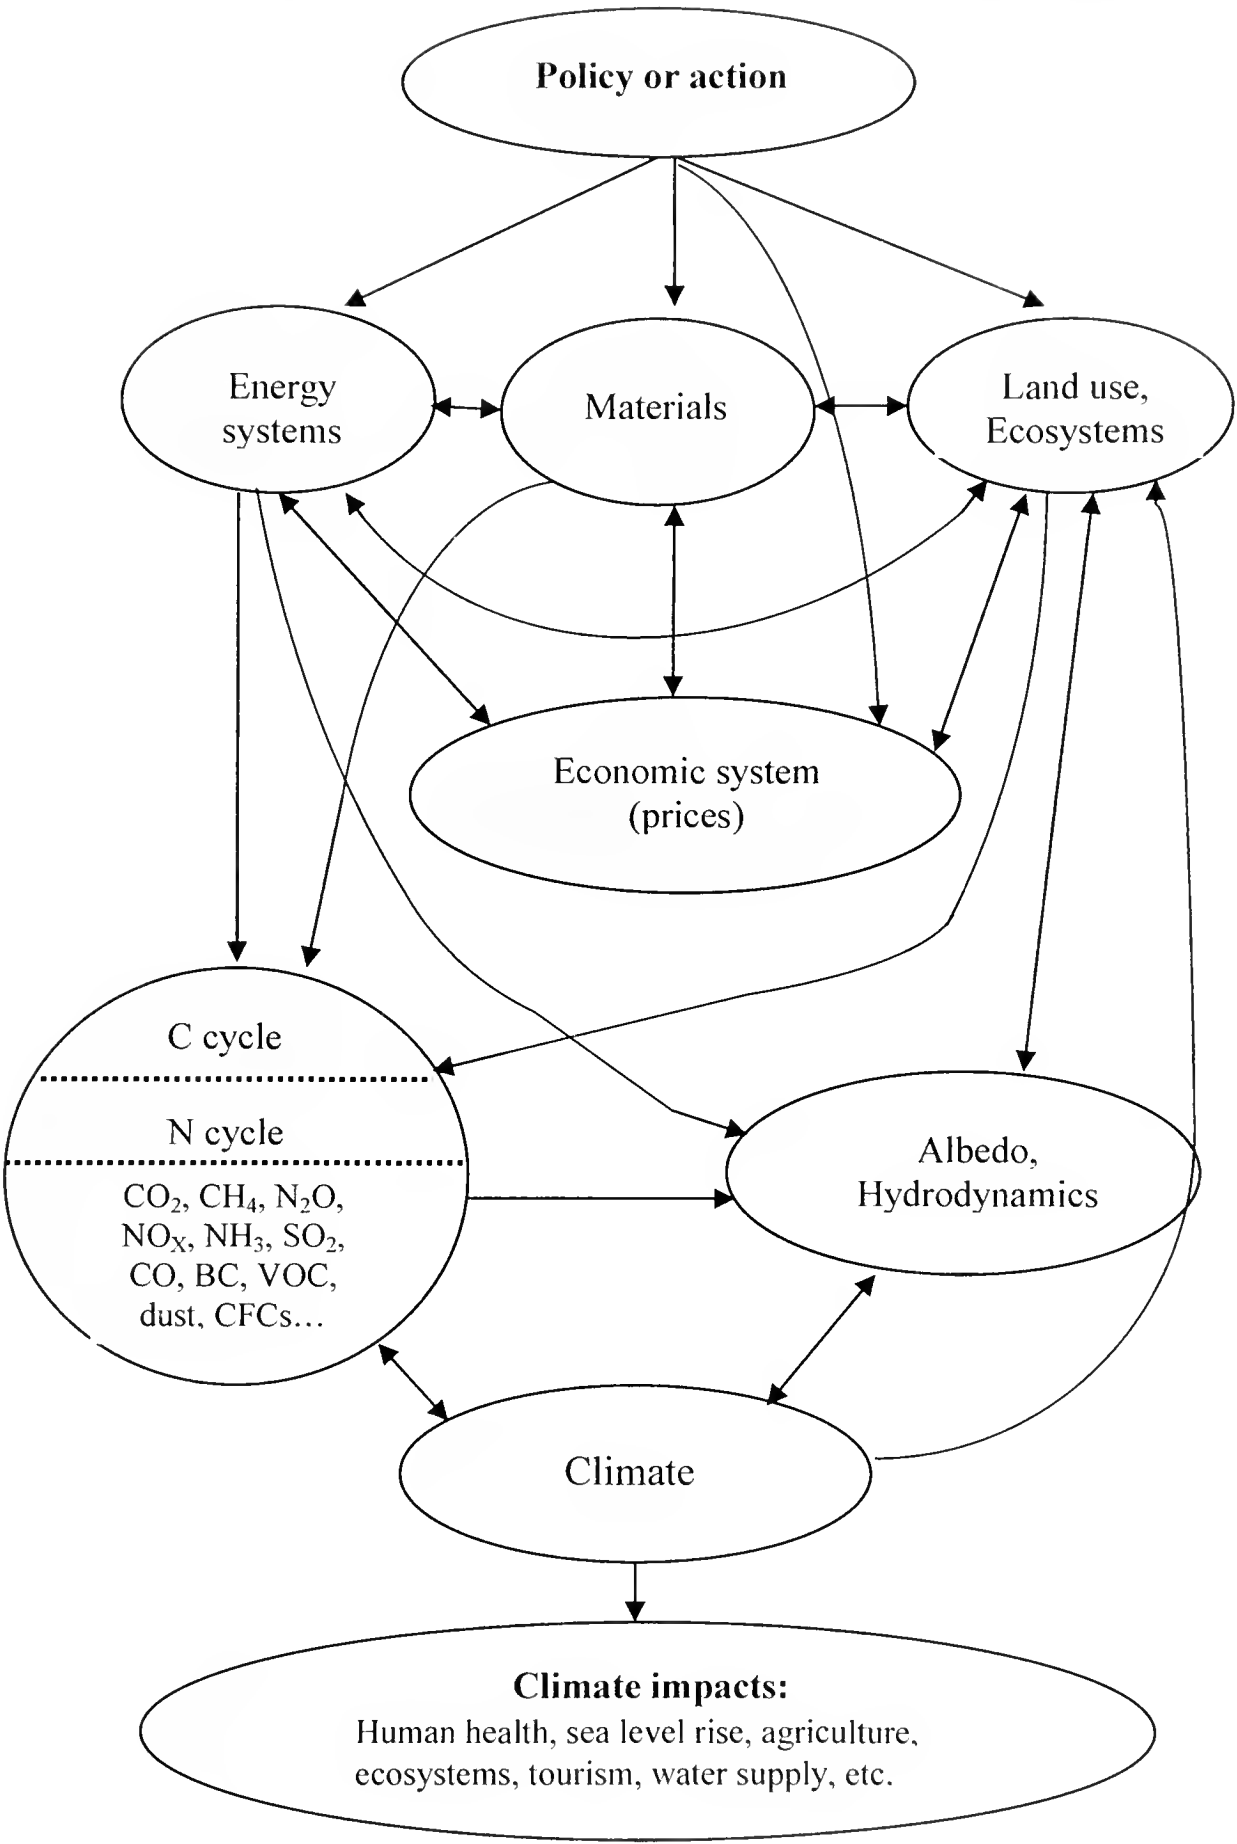 Policy or action
Energy
systems
Materials
Land use,
Ecosystems
Economic system
(prices)
C cycle
N cycle
CO₂, CH₄, N₂O,
NOₓ, NH₃, SO₂,
CO, BC, VOC,
dust, CFCs...
Albedo,
Hydrodynamics
Climate
Climate impacts:
Human health, sea level rise, agriculture,
ecosystems, tourism, water supply, etc.